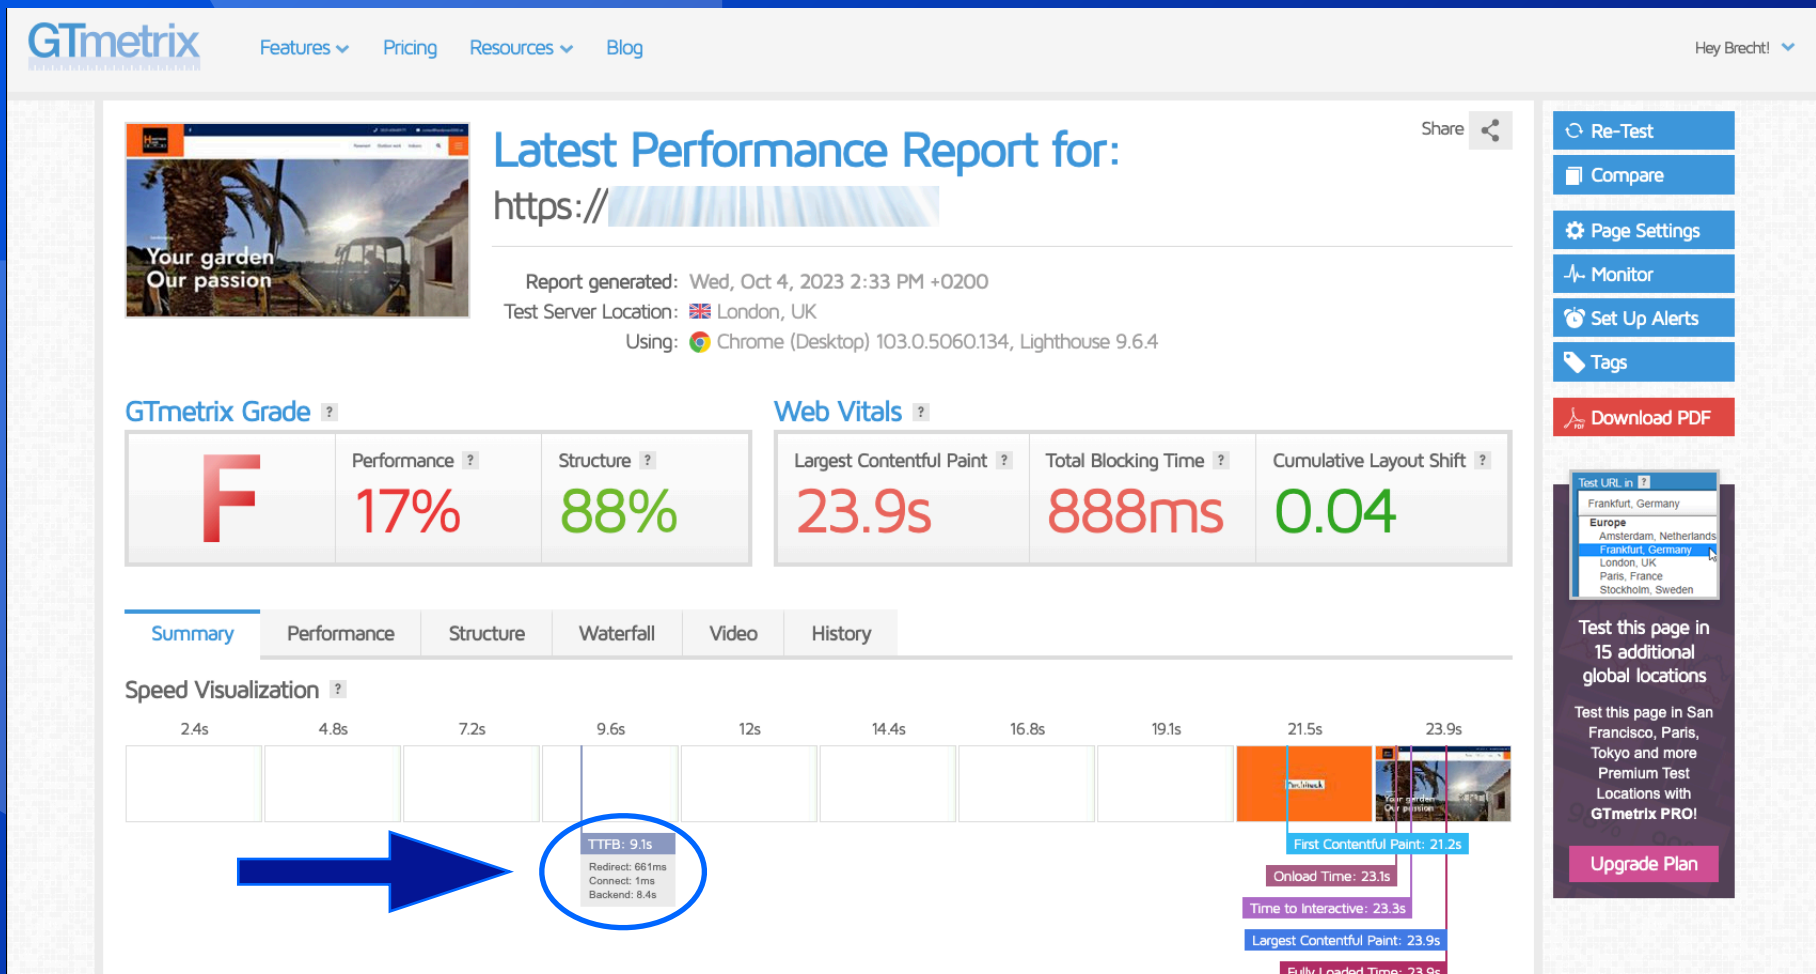 GTmetrix
Features
Pricing
Resources
Blog
Hey Brecht!
Your garden
Our passion
Latest Performance Report for:
https://
Share
Report generated: Wed, Oct 4, 2023 2:33 PM +0200
Test Server Location: London, UK
Using: Chrome (Desktop) 103.0.5060.134, Lighthouse 9.6.4
Re-Test
Compare
Page Settings
Monitor
Set Up Alerts
Tags
Download PDF
GTmetrix Grade ?
F
Performance ?
17%
Structure ?
88%
Web Vitals ?
Largest Contentful Paint ?
23.9s
Total Blocking Time ?
888ms
Cumulative Layout Shift ?
0.04
Test URL in ?
Frankfurt, Germany
Europe
Amsterdam, Netherlands
Frankfurt, Germany
London, UK
Paris, France
Stockholm, Sweden
Test this page in
15 additional
global locations
Test this page in San
Francisco, Paris,
Tokyo and more
Premium Test
Locations with
GTmetrix PRO!
Upgrade Plan
Summary
Performance
Structure
Waterfall
Video
History
Speed Visualization ?
2.4s
4.8s
7.2s
9.6s
12s
14.4s
16.8s
19.1s
21.5s
23.9s
Your garden
Our passion
TTFB: 9.1s
Redirect: 661ms
Connect: 1ms
Backend: 8.4s
First Contentful Paint: 21.2s
Onload Time: 23.1s
Time to Interactive: 23.3s
Largest Contentful Paint: 23.9s
Fully Loaded Time: 23.9s